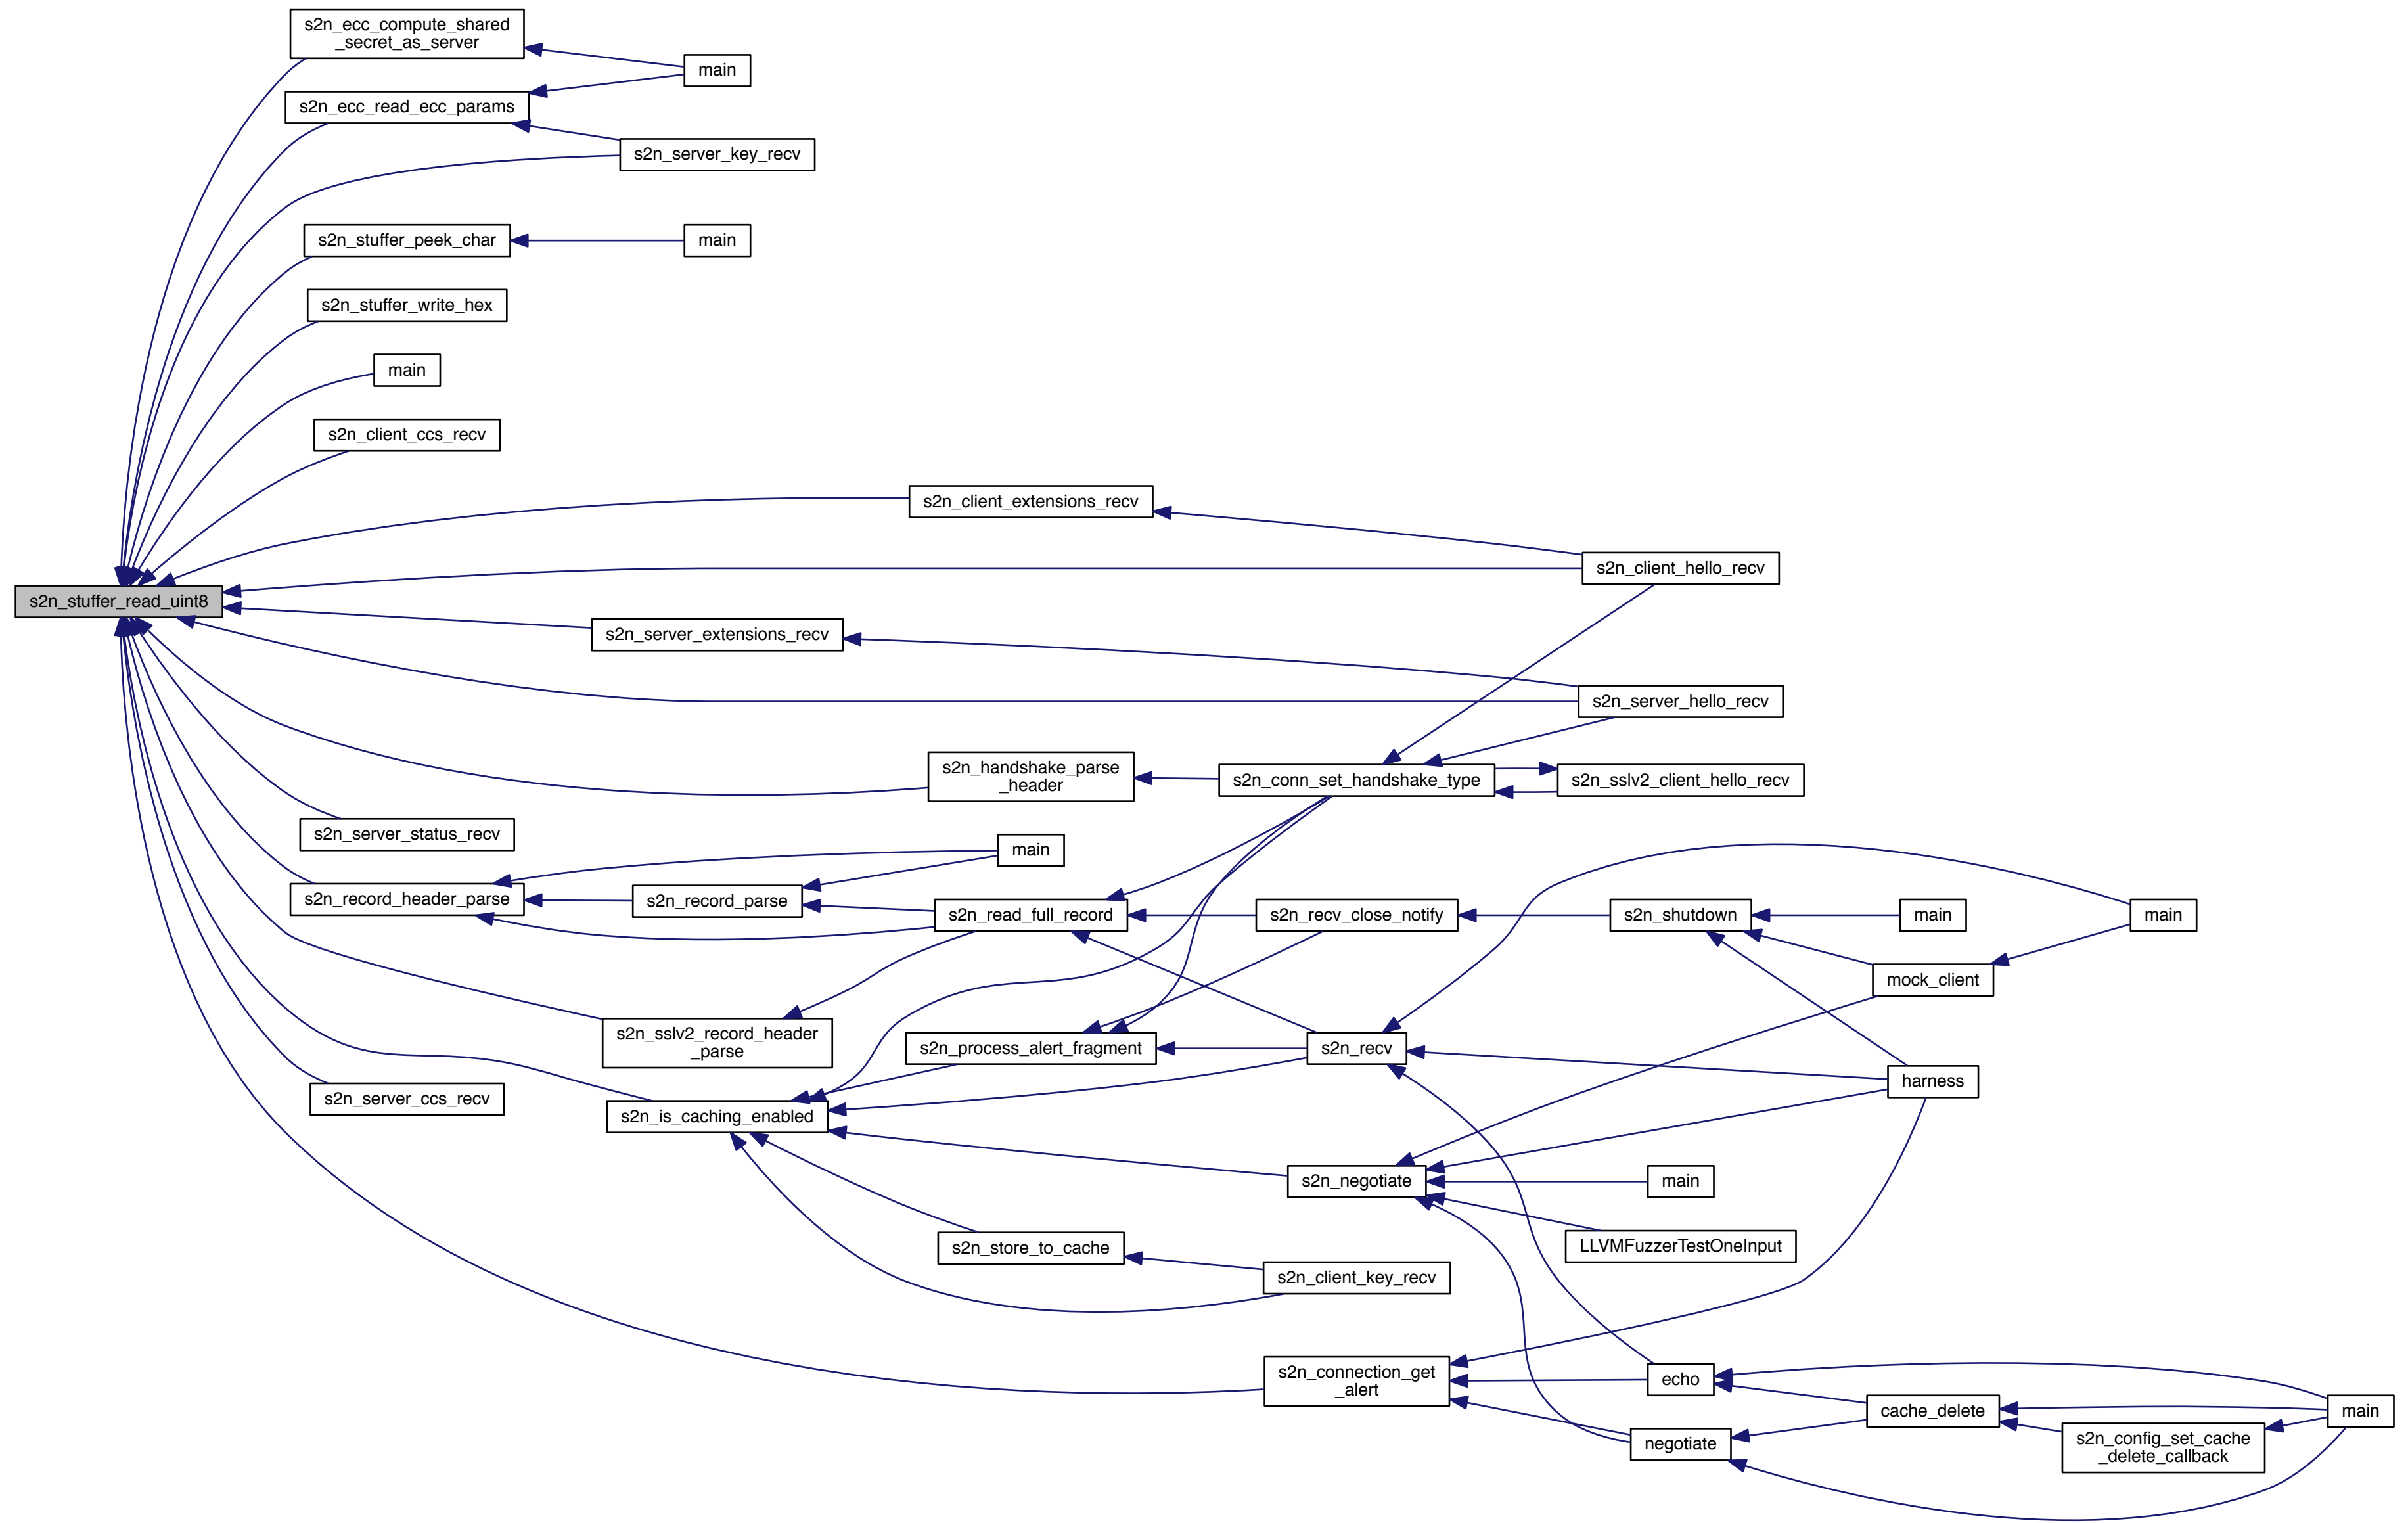 s2n_ecc_compute_shared
_secret_as_server
main
s2n_ecc_read_ecc_params
s2n_server_key_recv
s2n_stuffer_peek_char
main
s2n_stuffer_write_hex
main
s2n_client_ccs_recv
s2n_client_extensions_recv
s2n_client_hello_recv
s2n_stuffer_read_uint8
s2n_server_extensions_recv
s2n_server_hello_recv
s2n_handshake_parse
_header
s2n_conn_set_handshake_type
s2n_sslv2_client_hello_recv
s2n_server_status_recv
main
s2n_record_header_parse
s2n_record_parse
s2n_read_full_record
s2n_recv_close_notify
s2n_shutdown
main
main
mock_client
s2n_sslv2_record_header
_parse
s2n_process_alert_fragment
s2n_recv
harness
s2n_server_ccs_recv
s2n_is_caching_enabled
s2n_negotiate
main
s2n_store_to_cache
LLVMFuzzerTestOneInput
s2n_client_key_recv
s2n_connection_get
_alert
echo
cache_delete
main
negotiate
s2n_config_set_cache
_delete_callback